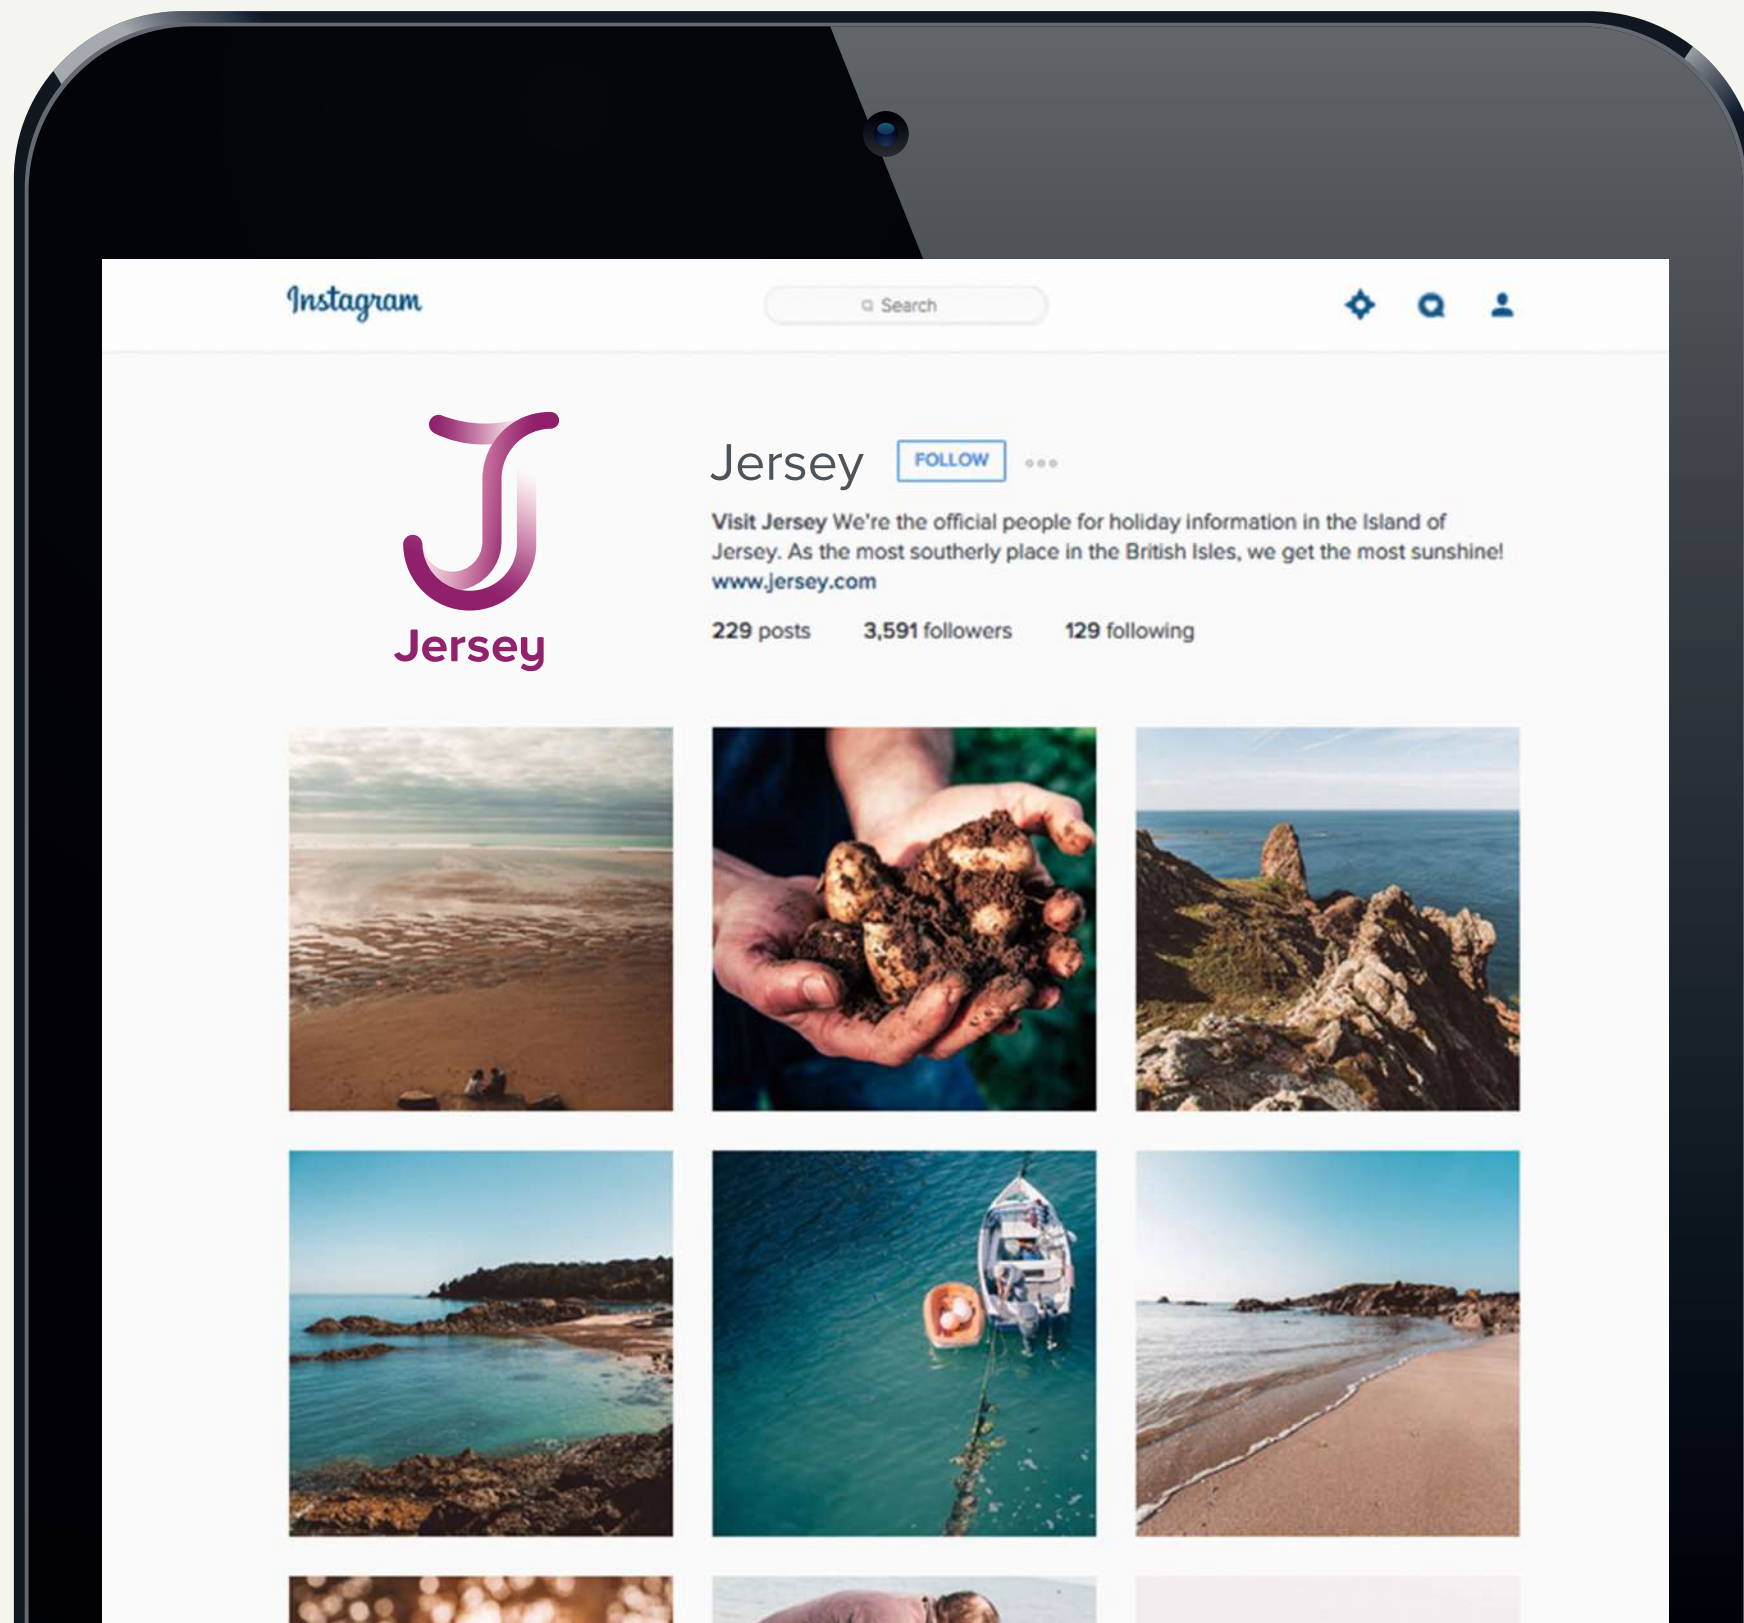 Instagram
Search
Jersey
Jersey FOLLOW
Visit Jersey We're the official people for holiday information in the Island of
Jersey. As the most southerly place in the British Isles, we get the most sunshine!
www.jersey.com
229 posts 3,591 followers 129 following